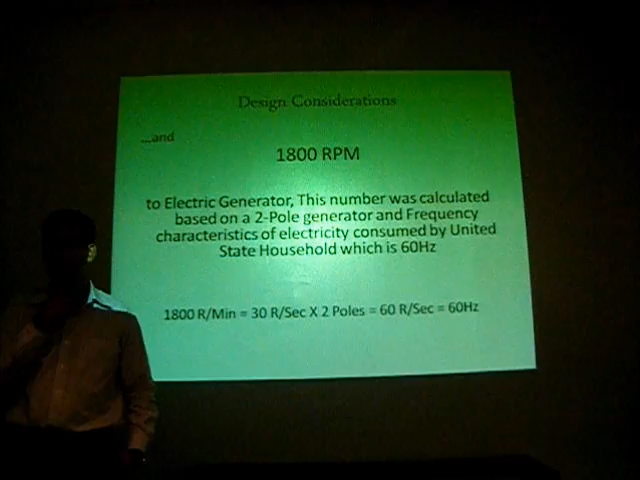 Design Considerations
...and
1800 RPM
to Electric Generator, This number was calculated
based on a 2-Pole generator and Frequency
characteristics of electricity consumed by United
State Household which is 60Hz
1800 R/Min = 30 R/Sec X 2 Poles = 60 R/Sec = 60Hz